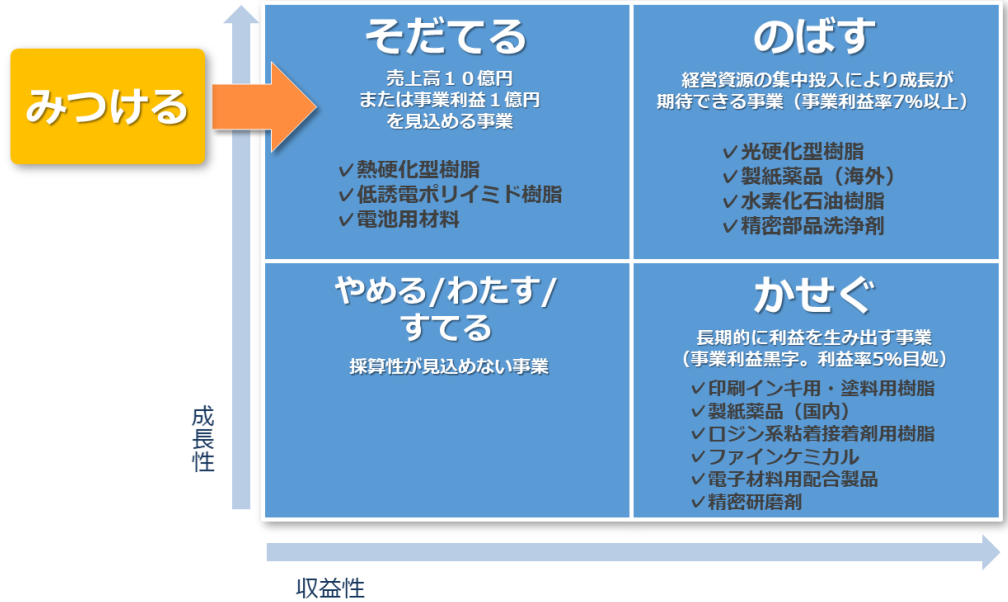 みつける
そだてる
売上高１０億円
または事業利益１億円
を見込める事業
✓熱硬化型樹脂
✓低誘電ポリイミド樹脂
✓電池用材料
のばす
経営資源の集中投入により成長が
期待できる事業（事業利益率7%以上）
✓光硬化型樹脂
✓製紙薬品（海外）
✓水素化石油樹脂
✓精密部品洗浄剤
やめる/わたす/
すてる
採算性が見込めない事業
かせぐ
長期的に利益を生み出す事業
（事業利益黒字。利益率5%目処）
✓印刷インキ用・塗料用樹脂
✓製紙薬品（国内）
✓ロジン系粘着接着剤用樹脂
✓ファインケミカル
✓電子材料用配合製品
✓精密研磨剤
成長性
収益性